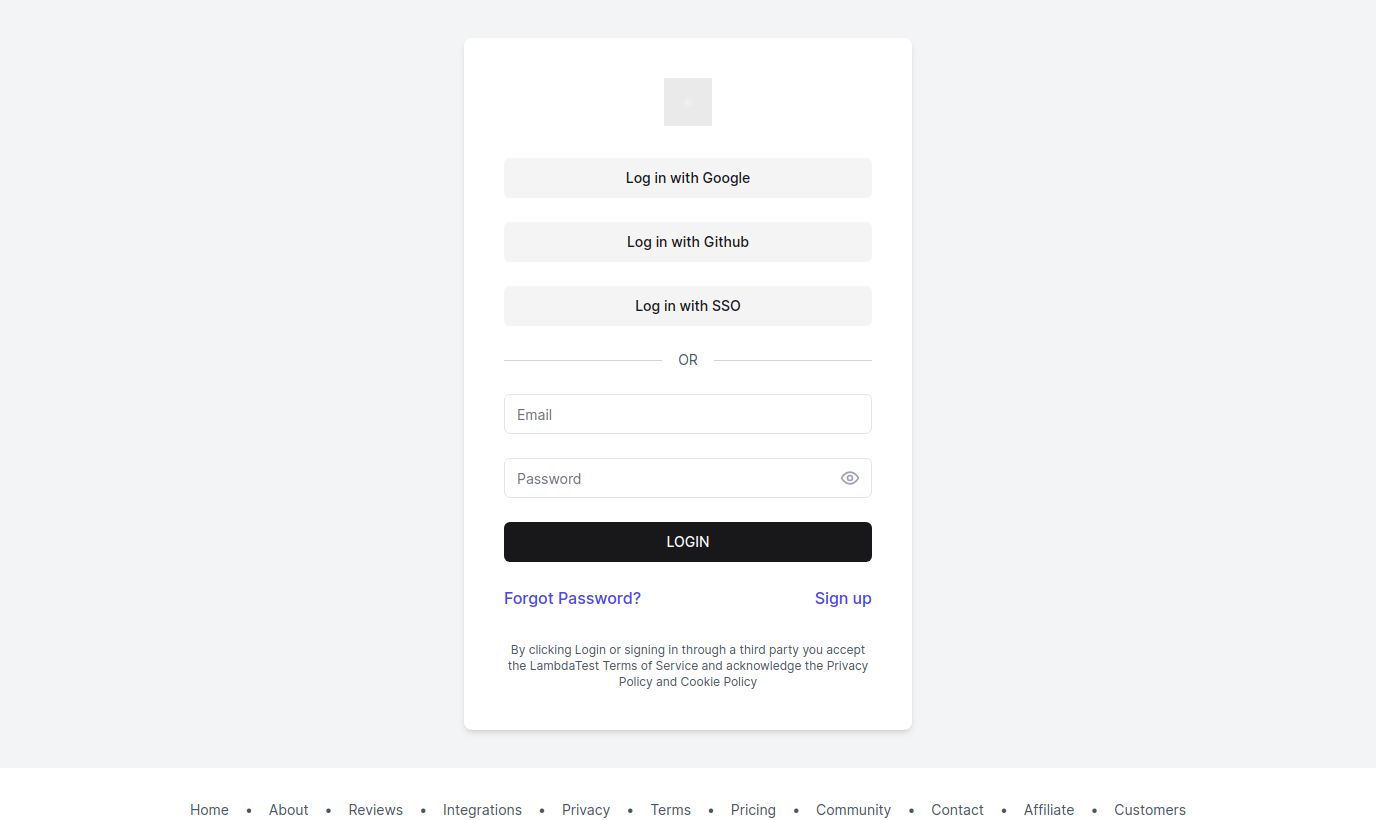 Log in with Google
Log in with Github
Log in with SSO
OR
Email
Password
LOGIN
Forgot Password? Sign up
By clicking Login or signing in through a third party you accept
the LambdaTest Terms of Service and acknowledge the Privacy
Policy and Cookie Policy
Home • About • Reviews • Integrations • Privacy • Terms • Pricing • Community • Contact • Affiliate • Customers